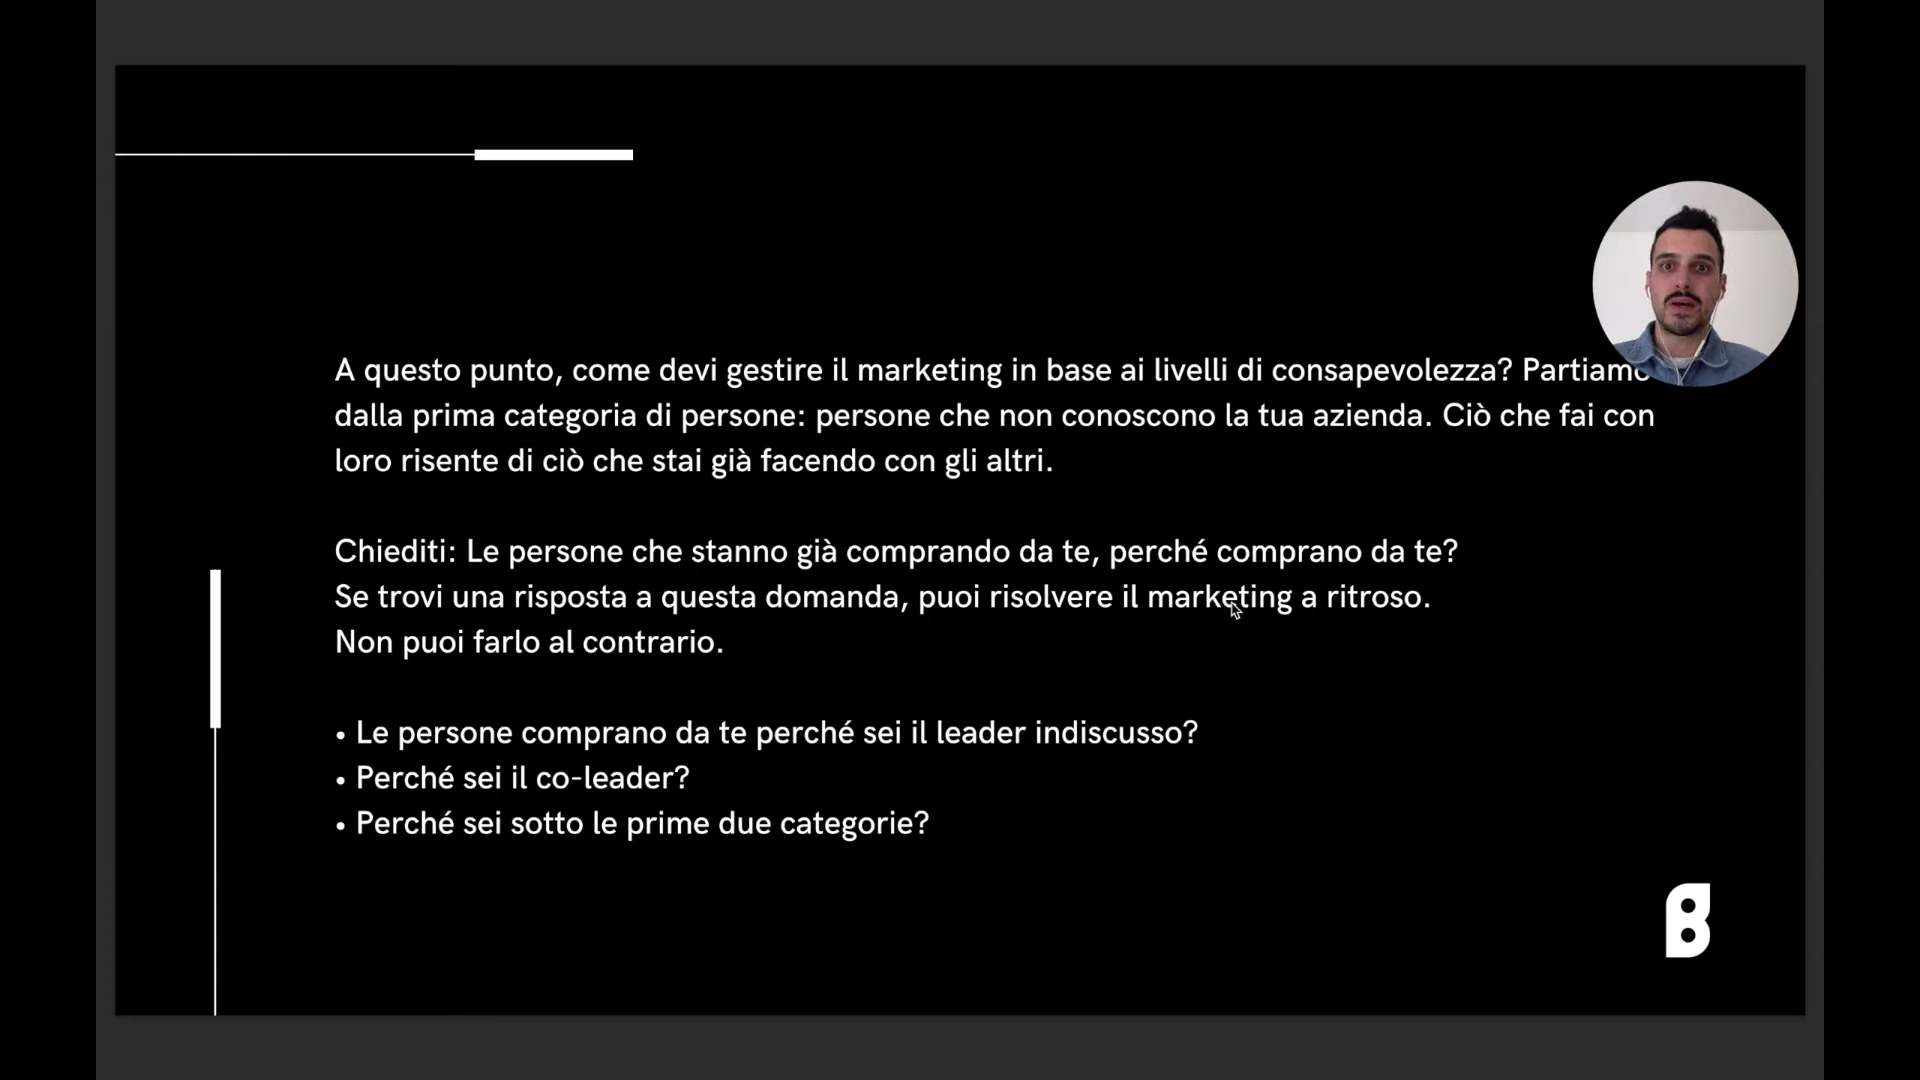 A questo punto, come devi gestire il marketing in base ai livelli di consapevolezza? Partiamo
dalla prima categoria di persone: persone che non conoscono la tua azienda. Ciò che fai con
loro risente di ciò che stai già facendo con gli altri.
Chiediti: Le persone che stanno già comprando da te, perché comprano da te?
Se trovi una risposta a questa domanda, puoi risolvere il marketing a ritroso.
Non puoi farlo al contrario.
• Le persone comprano da te perché sei il leader indiscusso?
• Perché sei il co-leader?
• Perché sei sotto le prime due categorie?
B